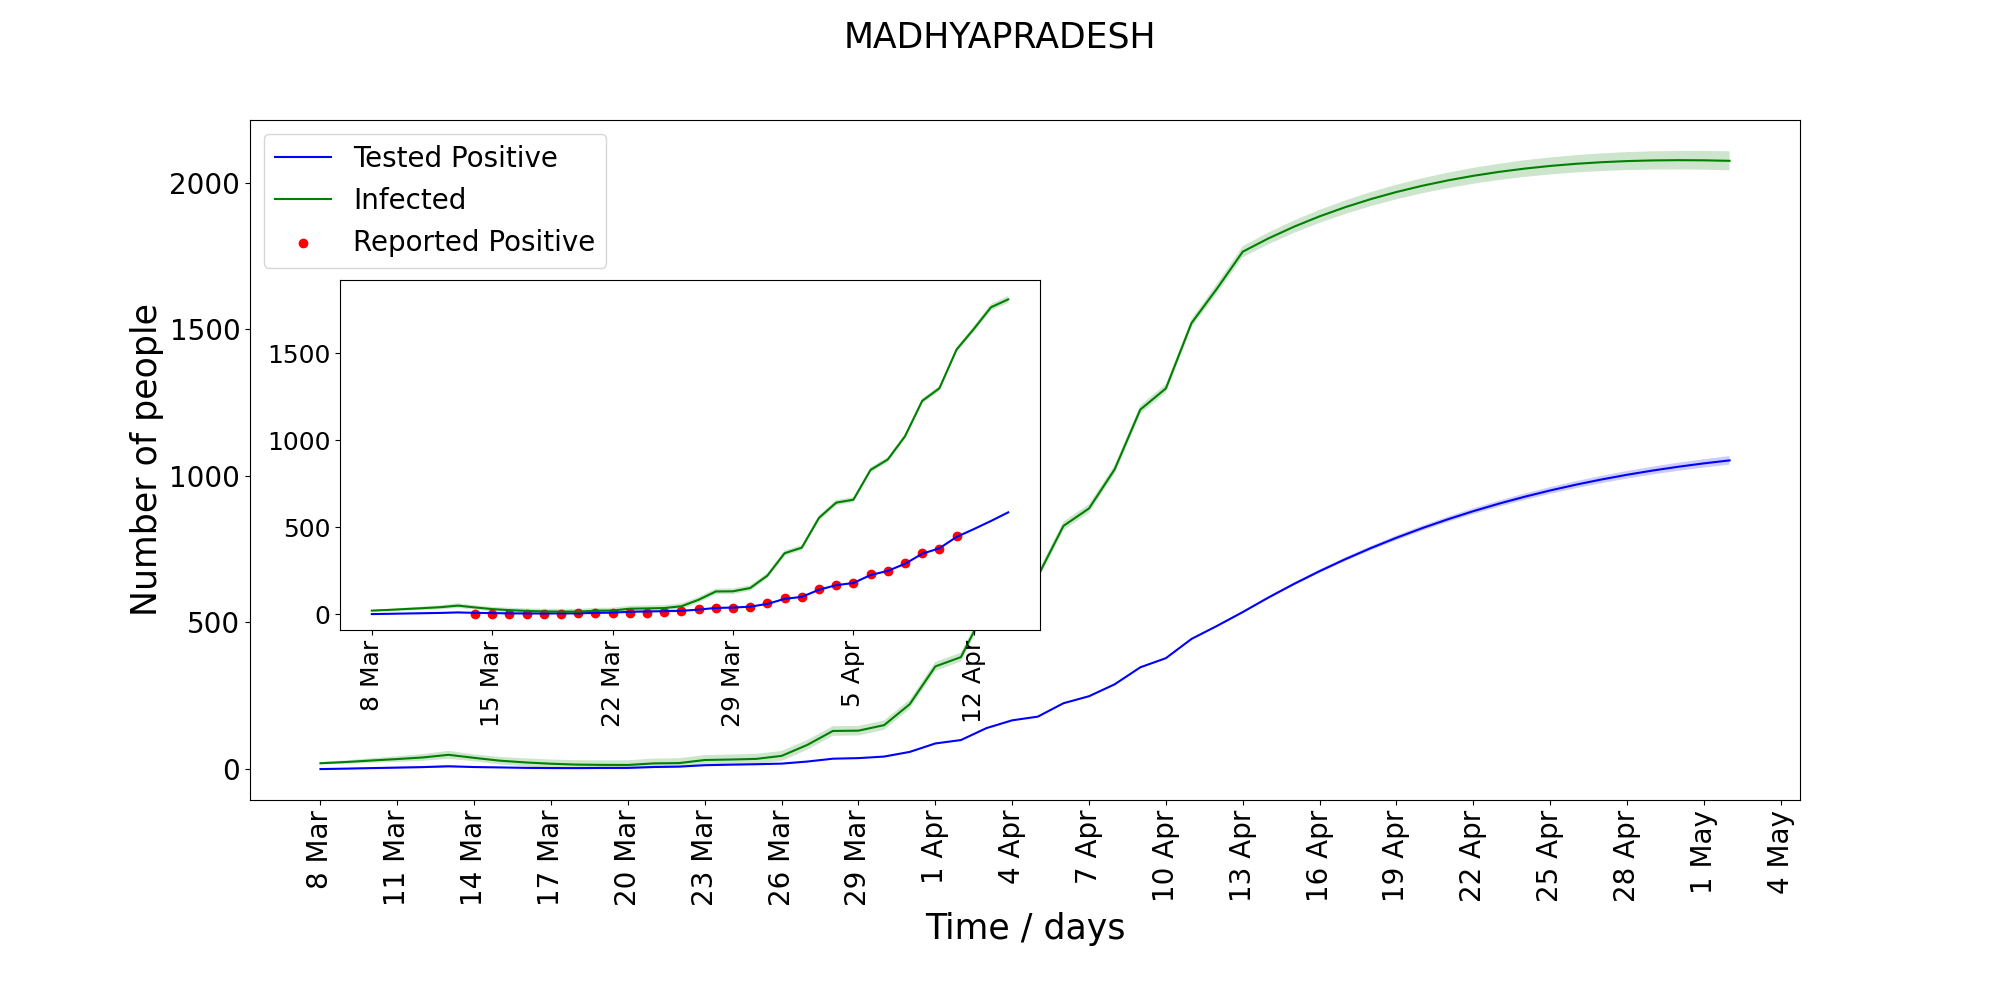 MADHYAPRADESH
Tested Positive
Infected
Reported Positive
Number of people
2000
1500
1000
500
0
1500
1000
500
0
8 Mar
15 Mar
22 Mar
29 Mar
5 Apr
12 Apr
8 Mar
11 Mar
14 Mar
17 Mar
20 Mar
23 Mar
26 Mar
29 Mar
1 Apr
4 Apr
7 Apr
10 Apr
13 Apr
16 Apr
19 Apr
22 Apr
25 Apr
28 Apr
1 May
4 May
Time / days